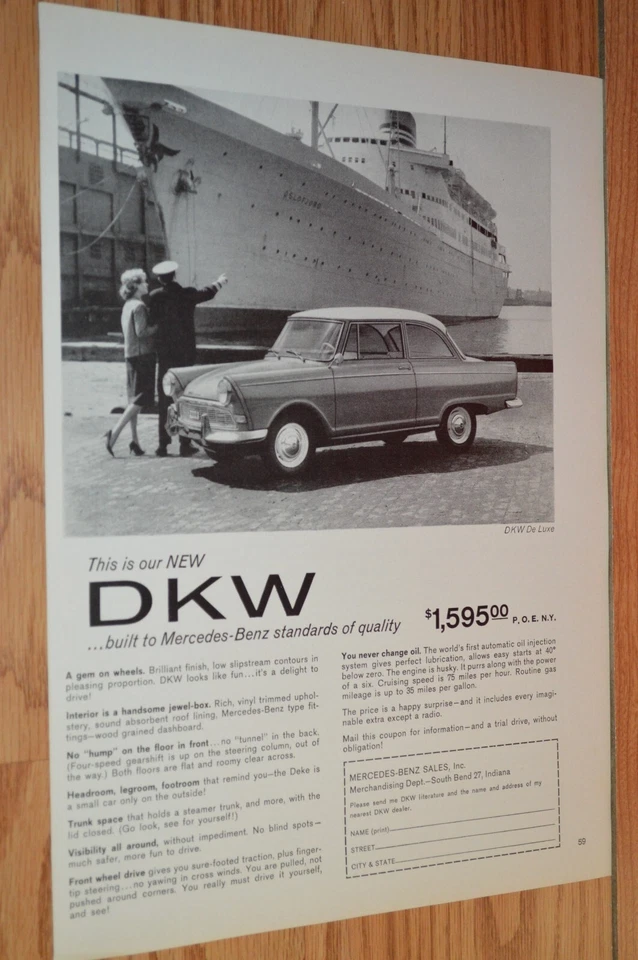 BERGENSFJORD
DKW De Luxe
This is our NEW
DKW
...built to Mercedes-Benz standards of quality
$1,595.00 P.O.E. N.Y.
A gem on wheels. Brilliant finish, low slipstream contours in
pleasing proportion. DKW looks like fun...it's a delight to
drive!
Interior is a handsome jewel-box. Rich, vinyl trimmed uphol-
stery, sound absorbent roof lining, Mercedes-Benz type fit-
tings—wood grained dashboard.
No "hump" on the floor in front...no "tunnel" in the back.
(Four-speed gearshift is up on the steering column, out of
the way.) Both floors are flat and roomy clear across.
Headroom, legroom, footroom that remind you—the Deke is
a small car only on the outside!
Trunk space that holds a steamer trunk, and more, with the
lid closed. (Go look, see for yourself!)
Visibility all around, without impediment. No blind spots—
much safer, more fun to drive.
Front wheel drive gives you sure-footed traction, plus finger-
tip steering...no yawing in cross winds. You are pulled, not
pushed around corners. You really must drive it yourself,
and see!
You never change oil. The world's first automatic oil injection
system gives perfect lubrication, allows easy starts at 40°
below zero. The engine is husky. It purrs along with the power
of a six. Cruising speed is 75 miles per hour. Routine gas
mileage is up to 35 miles per gallon.
The price is a happy surprise—and it includes every imagi-
nable extra except a radio.
Mail this coupon for information—and a trial drive, without
obligation!
MERCEDES-BENZ SALES, Inc.
Merchandising Dept.—South Bend 27, Indiana
Please send me DKW literature and the name and address of my
nearest DKW dealer.
NAME (print)
STREET
CITY & STATE
59